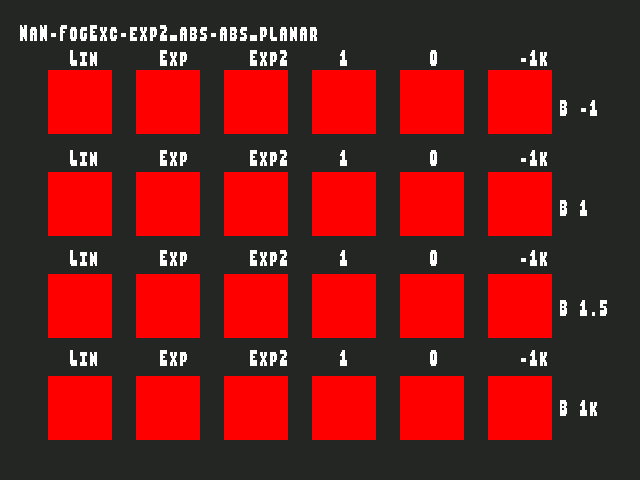 NaN-FogExc-exp2_abs-abs_planar
Lin Exp Exp2 1 0 -1k
B -1
Lin Exp Exp2 1 0 -1k
B 1
Lin Exp Exp2 1 0 -1k
B 1.5
Lin Exp Exp2 1 0 -1k
B 1k